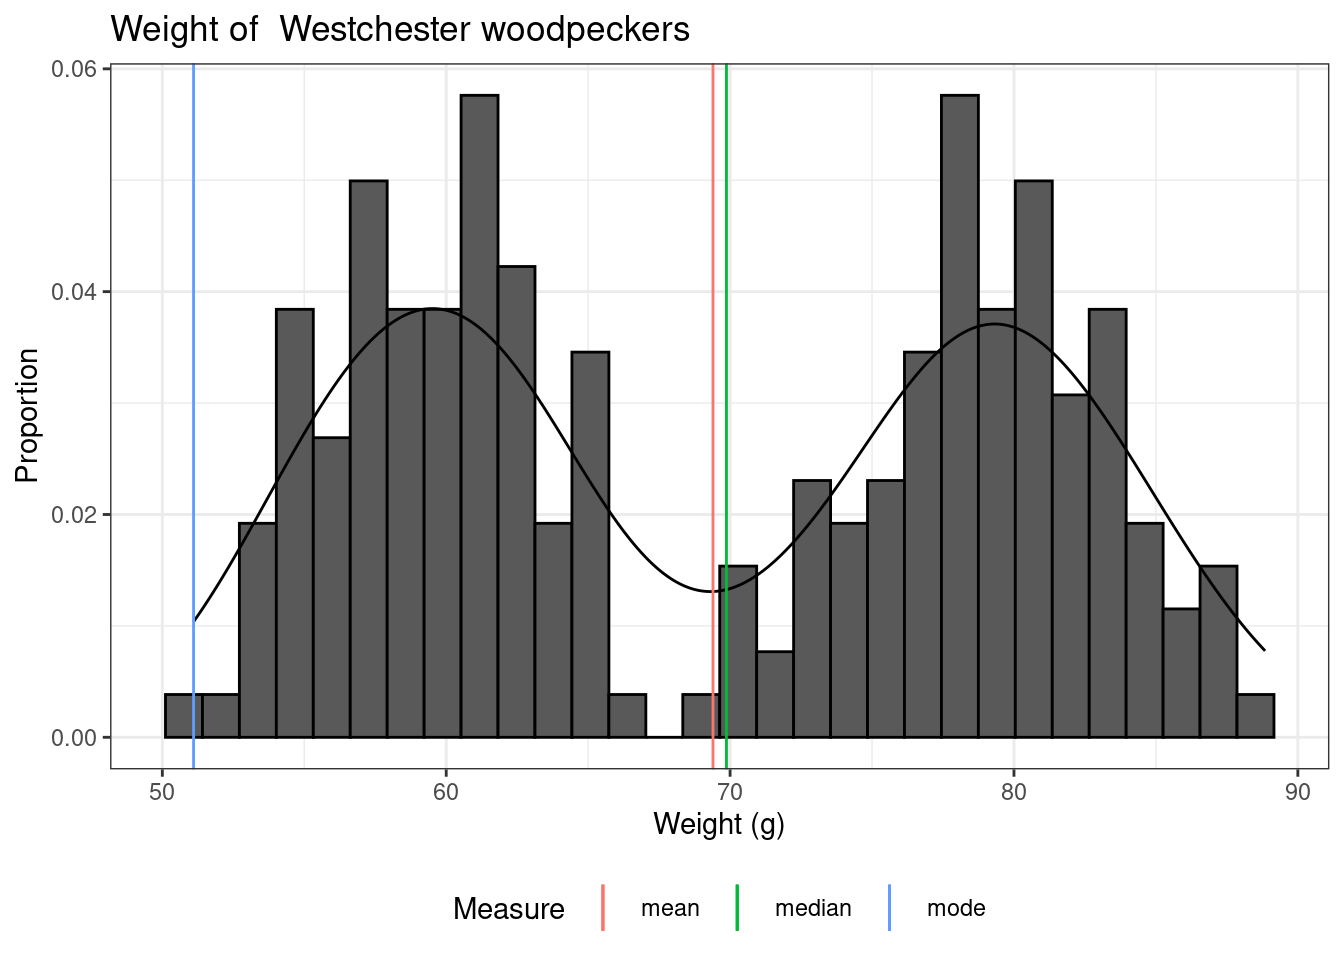 Weight of  Westchester woodpeckers
0.06
0.04
0.02
0.00
Proportion
50 60 70 80 90
Weight (g)
Measure mean median mode